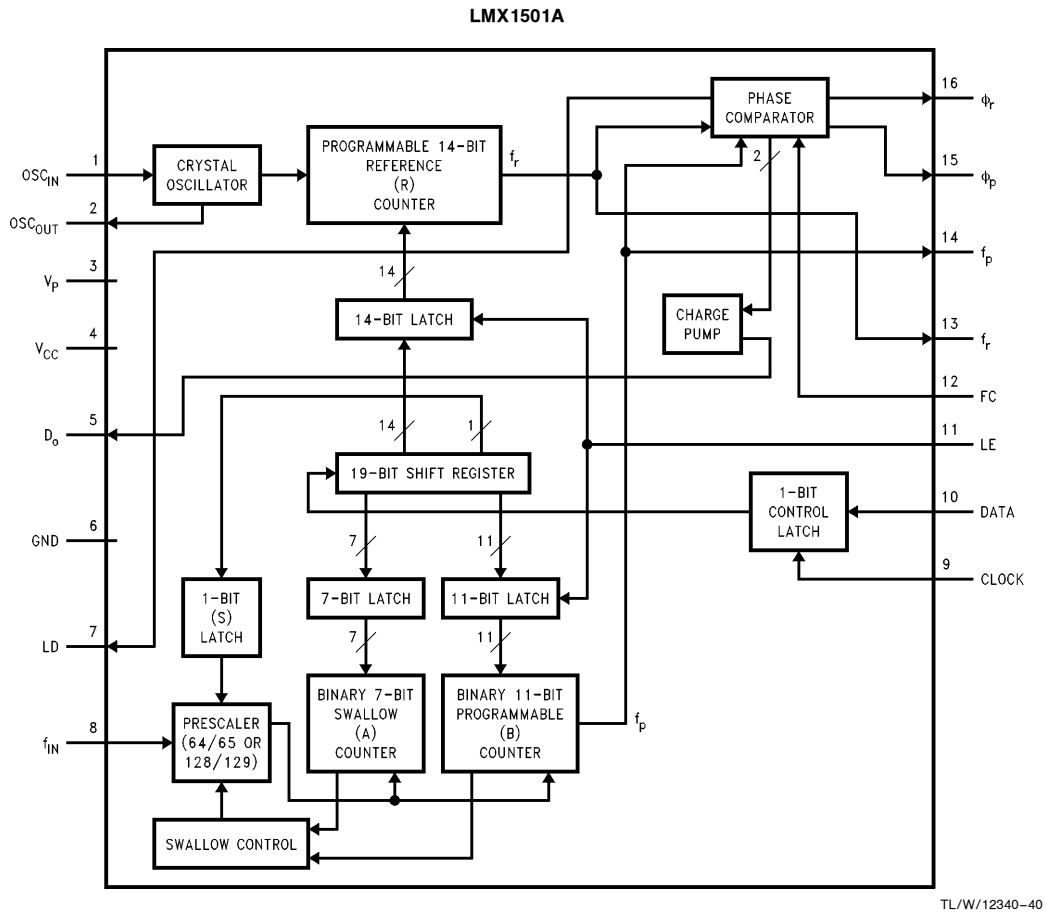 LMX1501A
16
ϕr
PHASE
COMPARATOR
PROGRAMMABLE 14-BIT
REFERENCE
(R)
COUNTER
fr
2
15
ϕp
1
OSCIN
CRYSTAL
OSCILLATOR
2
OSCOUT
14
fp
3
VP
14
14-BIT LATCH
CHARGE
PUMP
13
fr
4
VCC
12
FC
5
Do
14
1
11
LE
19-BIT SHIFT REGISTER
1-BIT
CONTROL
LATCH
10
DATA
6
GND
7
11
9
CLOCK
1-BIT
(S)
LATCH
7-BIT LATCH
11-BIT LATCH
7
LD
7
11
BINARY 7-BIT
SWALLOW
(A)
COUNTER
BINARY 11-BIT
PROGRAMMABLE
(B)
COUNTER
fp
8
fIN
PRESCALER
(64/65 OR
128/129)
SWALLOW CONTROL
TL/W/12340-40